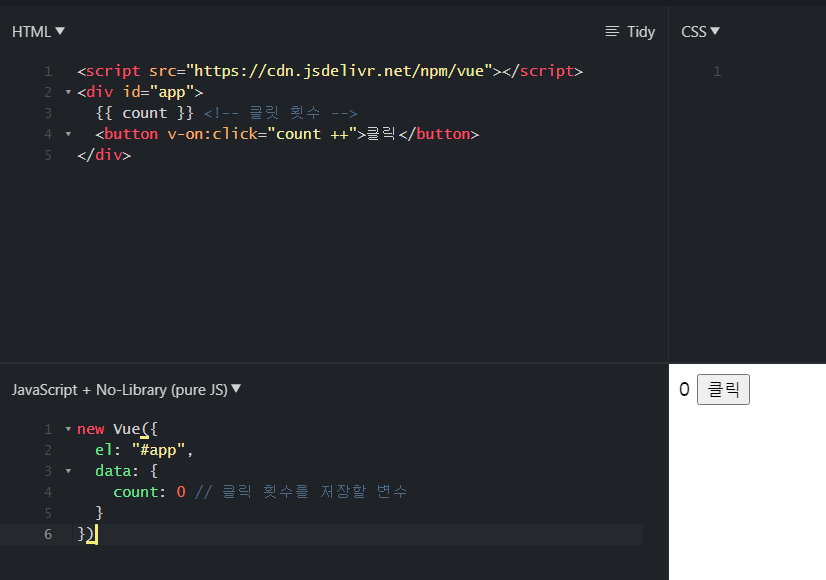 HTML ▼
Tidy
CSS ▼
1 <script src="https://cdn.jsdelivr.net/npm/vue"></script>
2 <div id="app">
3 {{ count }} <!-- 클릿 횟수 -->
4 <button v-on:click="count ++">클릭</button>
5 </div>
1
JavaScript + No-Library (pure JS) ▼
1 new Vue({
2 el: "#app",
3 data: {
4 count: 0 // 클릭 횟수를 저장할 변수
5 }
6 })
0 클릭